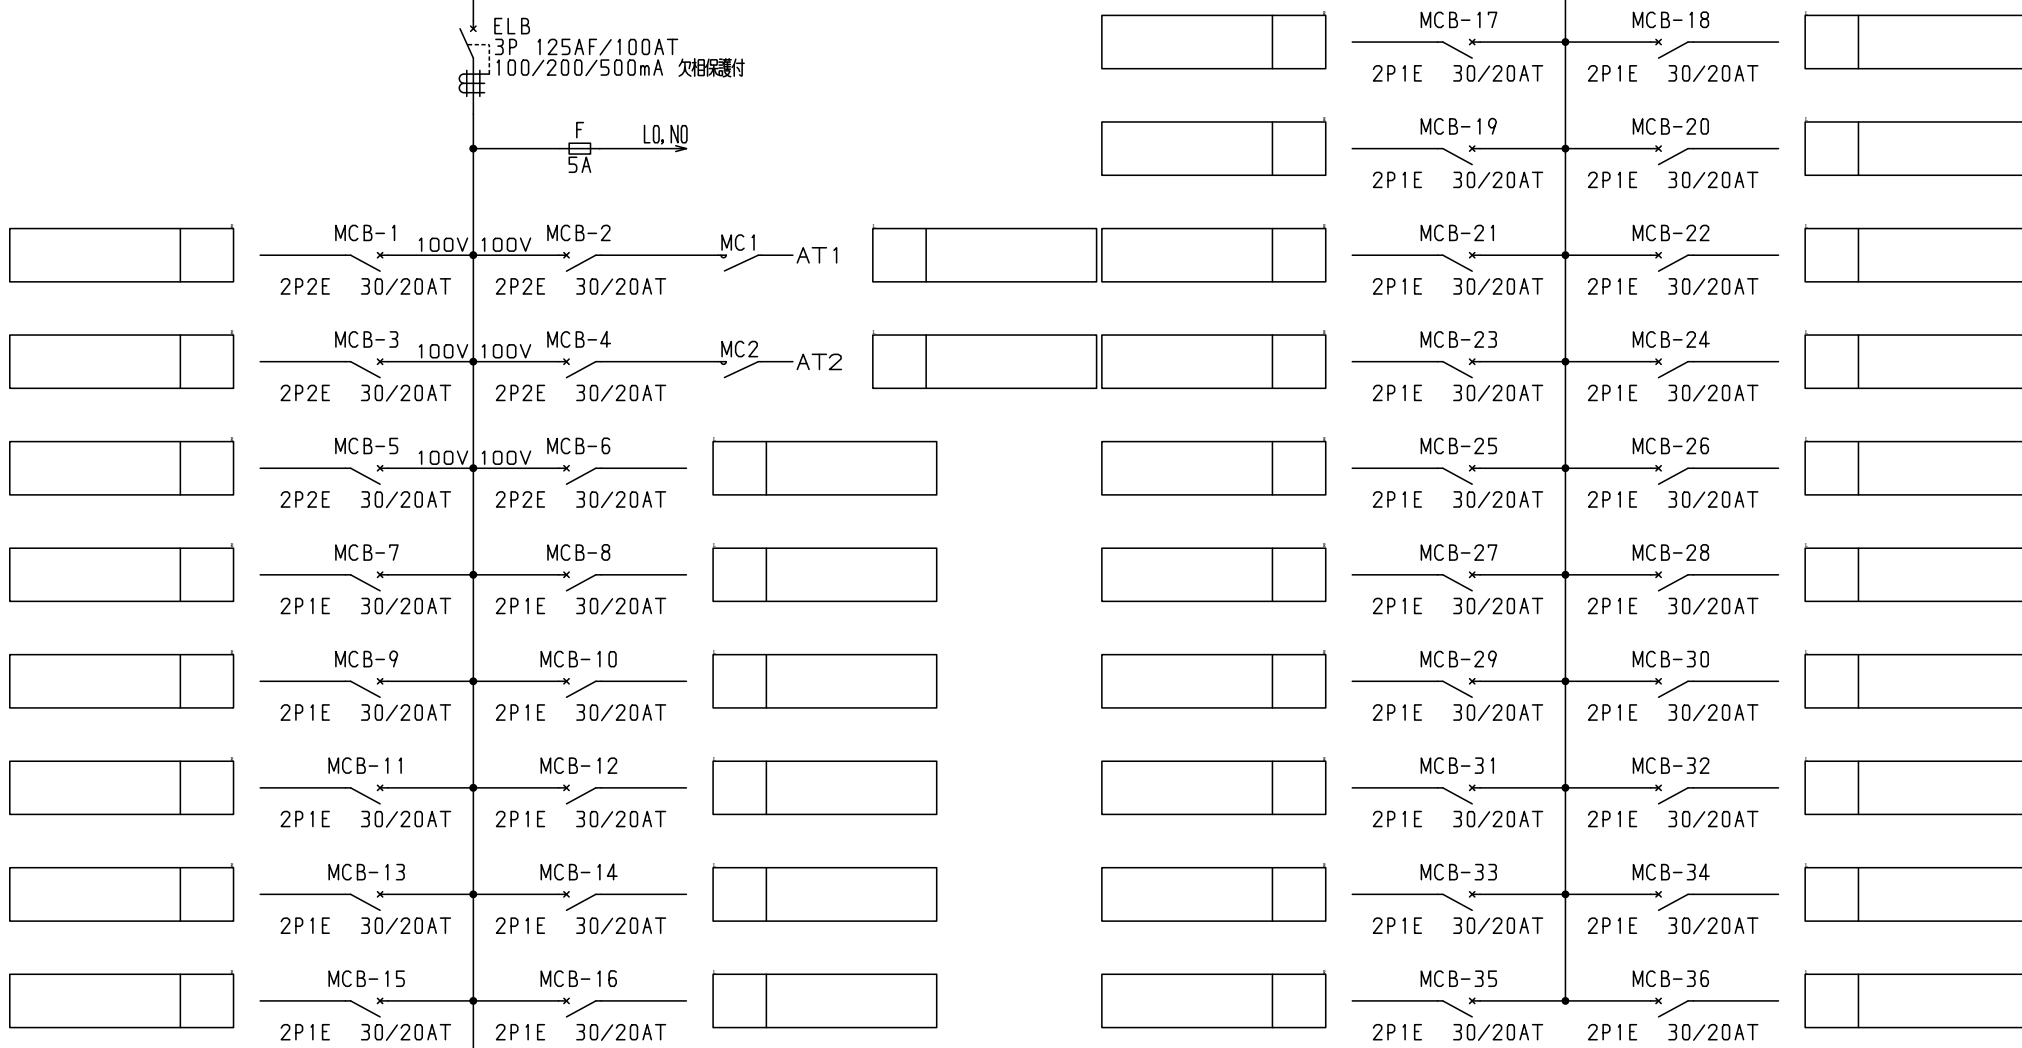 ELB
3P 125AF/100AT
100/200/500mA 欠相保護付
F
L0,N0
5A
MCB-1 100V 100V MCB-2 MC1 AT1
2P2E 30/20AT 2P2E 30/20AT
MCB-3 100V 100V MCB-4 MC2 AT2
2P2E 30/20AT 2P2E 30/20AT
MCB-5 100V 100V MCB-6
2P2E 30/20AT 2P2E 30/20AT
MCB-7 MCB-8
2P1E 30/20AT 2P1E 30/20AT
MCB-9 MCB-10
2P1E 30/20AT 2P1E 30/20AT
MCB-11 MCB-12
2P1E 30/20AT 2P1E 30/20AT
MCB-13 MCB-14
2P1E 30/20AT 2P1E 30/20AT
MCB-15 MCB-16
2P1E 30/20AT 2P1E 30/20AT
MCB-17 MCB-18
2P1E 30/20AT 2P1E 30/20AT
MCB-19 MCB-20
2P1E 30/20AT 2P1E 30/20AT
MCB-21 MCB-22
2P1E 30/20AT 2P1E 30/20AT
MCB-23 MCB-24
2P1E 30/20AT 2P1E 30/20AT
MCB-25 MCB-26
2P1E 30/20AT 2P1E 30/20AT
MCB-27 MCB-28
2P1E 30/20AT 2P1E 30/20AT
MCB-29 MCB-30
2P1E 30/20AT 2P1E 30/20AT
MCB-31 MCB-32
2P1E 30/20AT 2P1E 30/20AT
MCB-33 MCB-34
2P1E 30/20AT 2P1E 30/20AT
MCB-35 MCB-36
2P1E 30/20AT 2P1E 30/20AT